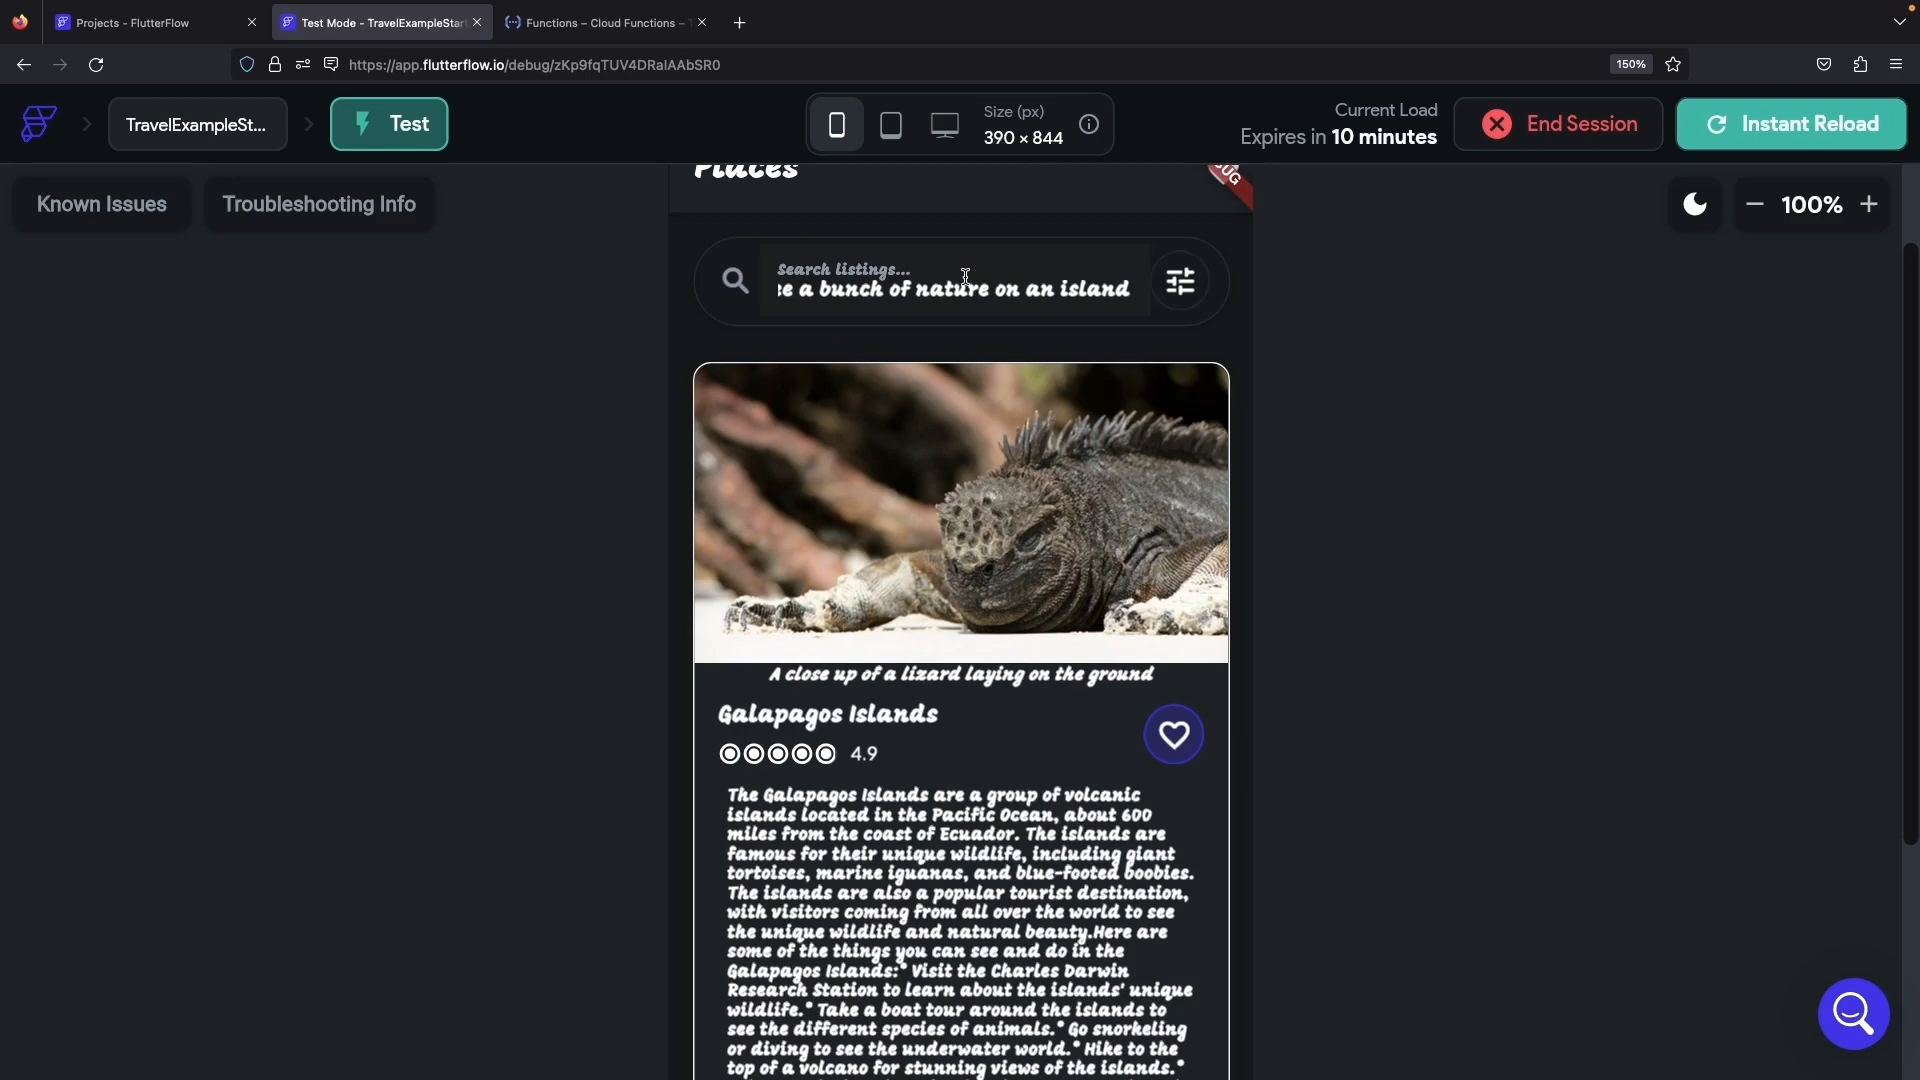 Projects - FlutterFlow
Test Mode - TravelExampleStar
Functions – Cloud Functions –
https://app.flutterflow.io/debug/zKp9fqTUV4DRalAAbSR0
150%
TravelExampleSt...
Test
Size (px)
390 × 844
Current Load
Expires in 10 minutes
End Session
Instant Reload
Known Issues
Troubleshooting Info
100%
Places
Search listings...
e a bunch of nature on an island
A close up of a lizard laying on the ground
Galapagos Islands
4.9
The Galapagos Islands are a group of volcanic
islands located in the Pacific Ocean, about 600
miles from the coast of Ecuador. The islands are
famous for their unique wildlife, including giant
tortoises, marine iguanas, and blue-footed boobies.
The islands are also a popular tourist destination,
with visitors coming from all over the world to see
the unique wildlife and natural beauty.Here are
some of the things you can see and do in the
Galapagos Islands:* Visit the Charles Darwin
Research Station to learn about the islands' unique
wildlife.* Take a boat tour around the islands to
see the different species of animals.* Go snorkeling
or diving to see the underwater world.* Hike to the
top of a volcano for stunning views of the islands.*